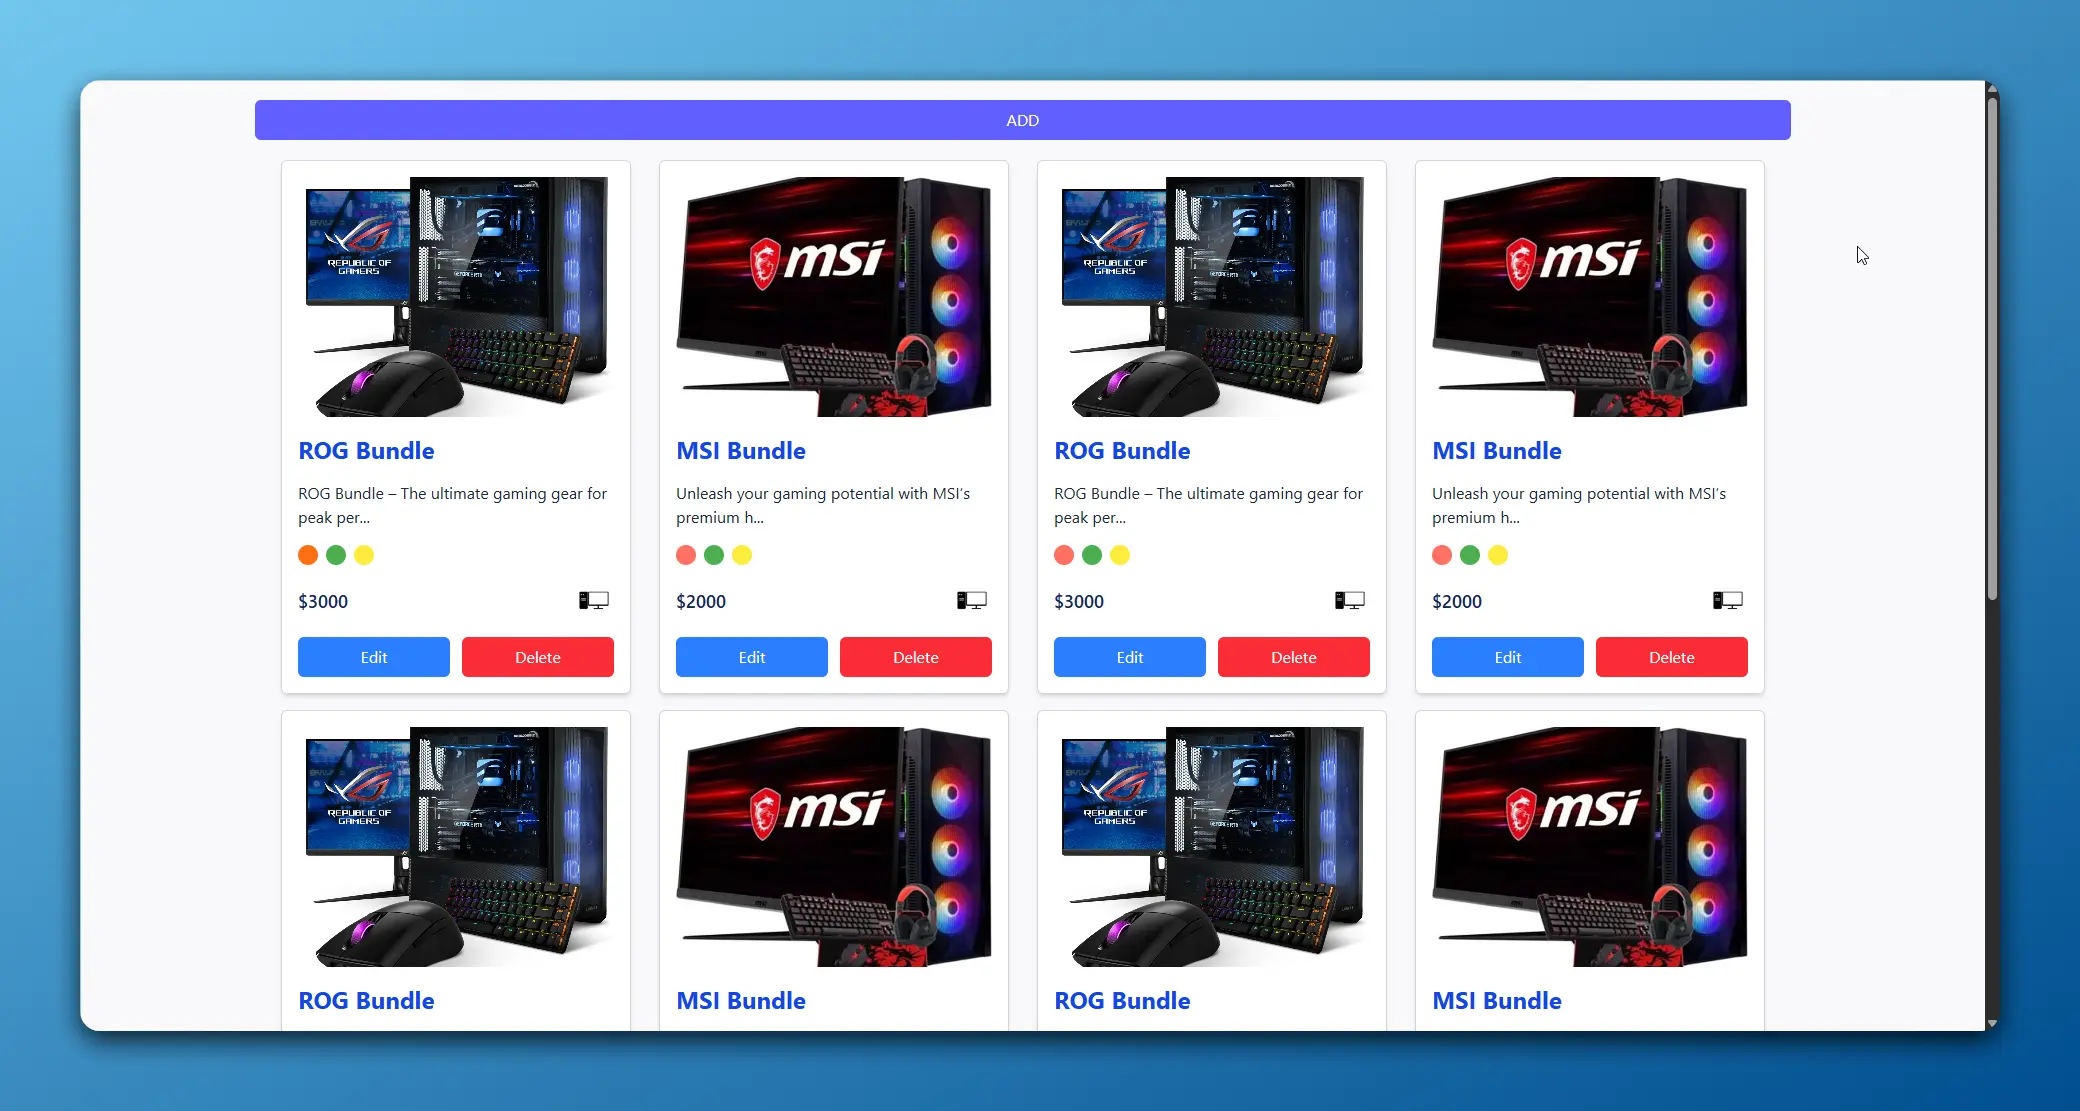 ADD
REPUBLIC OF
GAMERS
msi
REPUBLIC OF
GAMERS
msi
ROG Bundle
MSI Bundle
ROG Bundle
MSI Bundle
ROG Bundle – The ultimate gaming gear for
peak per...
Unleash your gaming potential with MSI’s
premium h...
ROG Bundle – The ultimate gaming gear for
peak per...
Unleash your gaming potential with MSI’s
premium h...
$3000
$2000
$3000
$2000
Edit
Delete
Edit
Delete
Edit
Delete
Edit
Delete
REPUBLIC OF
GAMERS
msi
REPUBLIC OF
GAMERS
msi
ROG Bundle
MSI Bundle
ROG Bundle
MSI Bundle